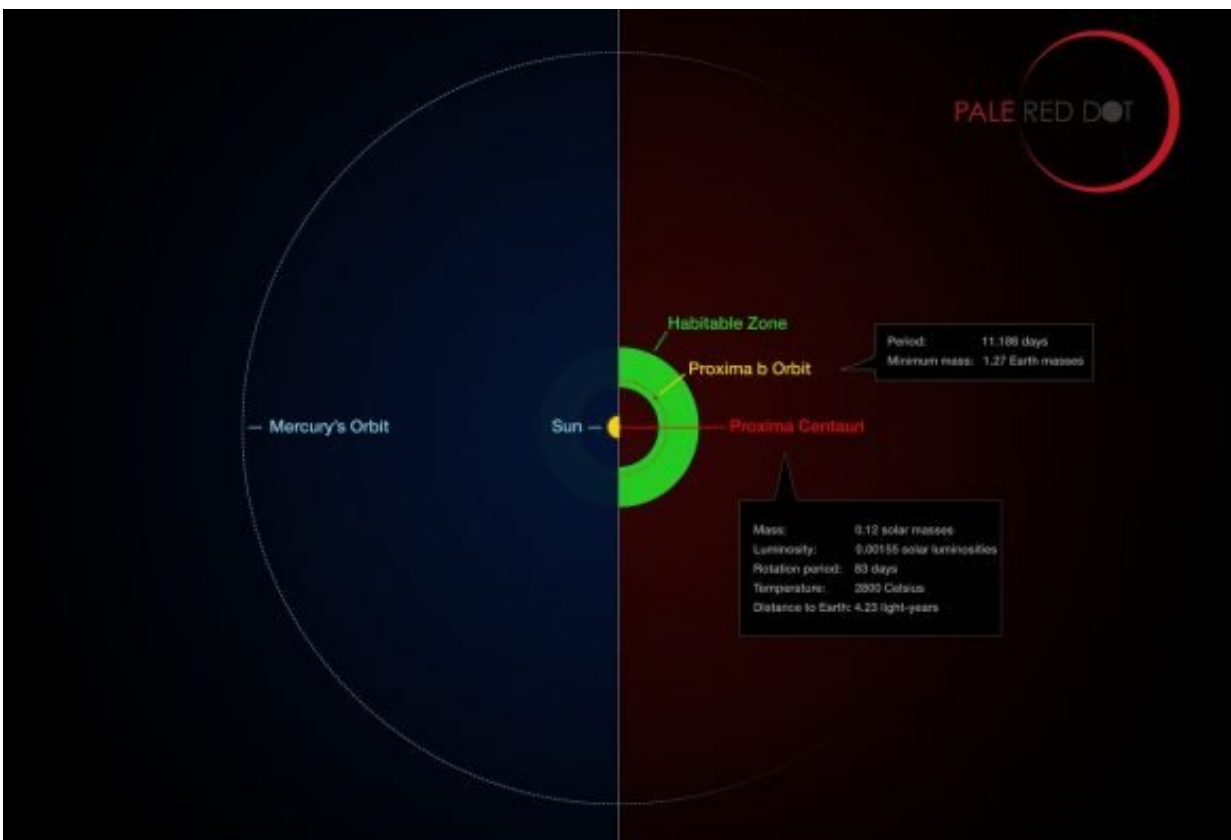 PALE RED DOT
Habitable Zone
Period: 11.186 days
Minimum mass: 1.27 Earth masses
Proxima b Orbit
Mercury's Orbit
Sun
Proxima Centauri
Mass: 0.12 solar masses
Luminosity: 0.00155 solar luminosities
Rotation period: 83 days
Temperature: 2800 Celsius
Distance to Earth: 4.23 light-years